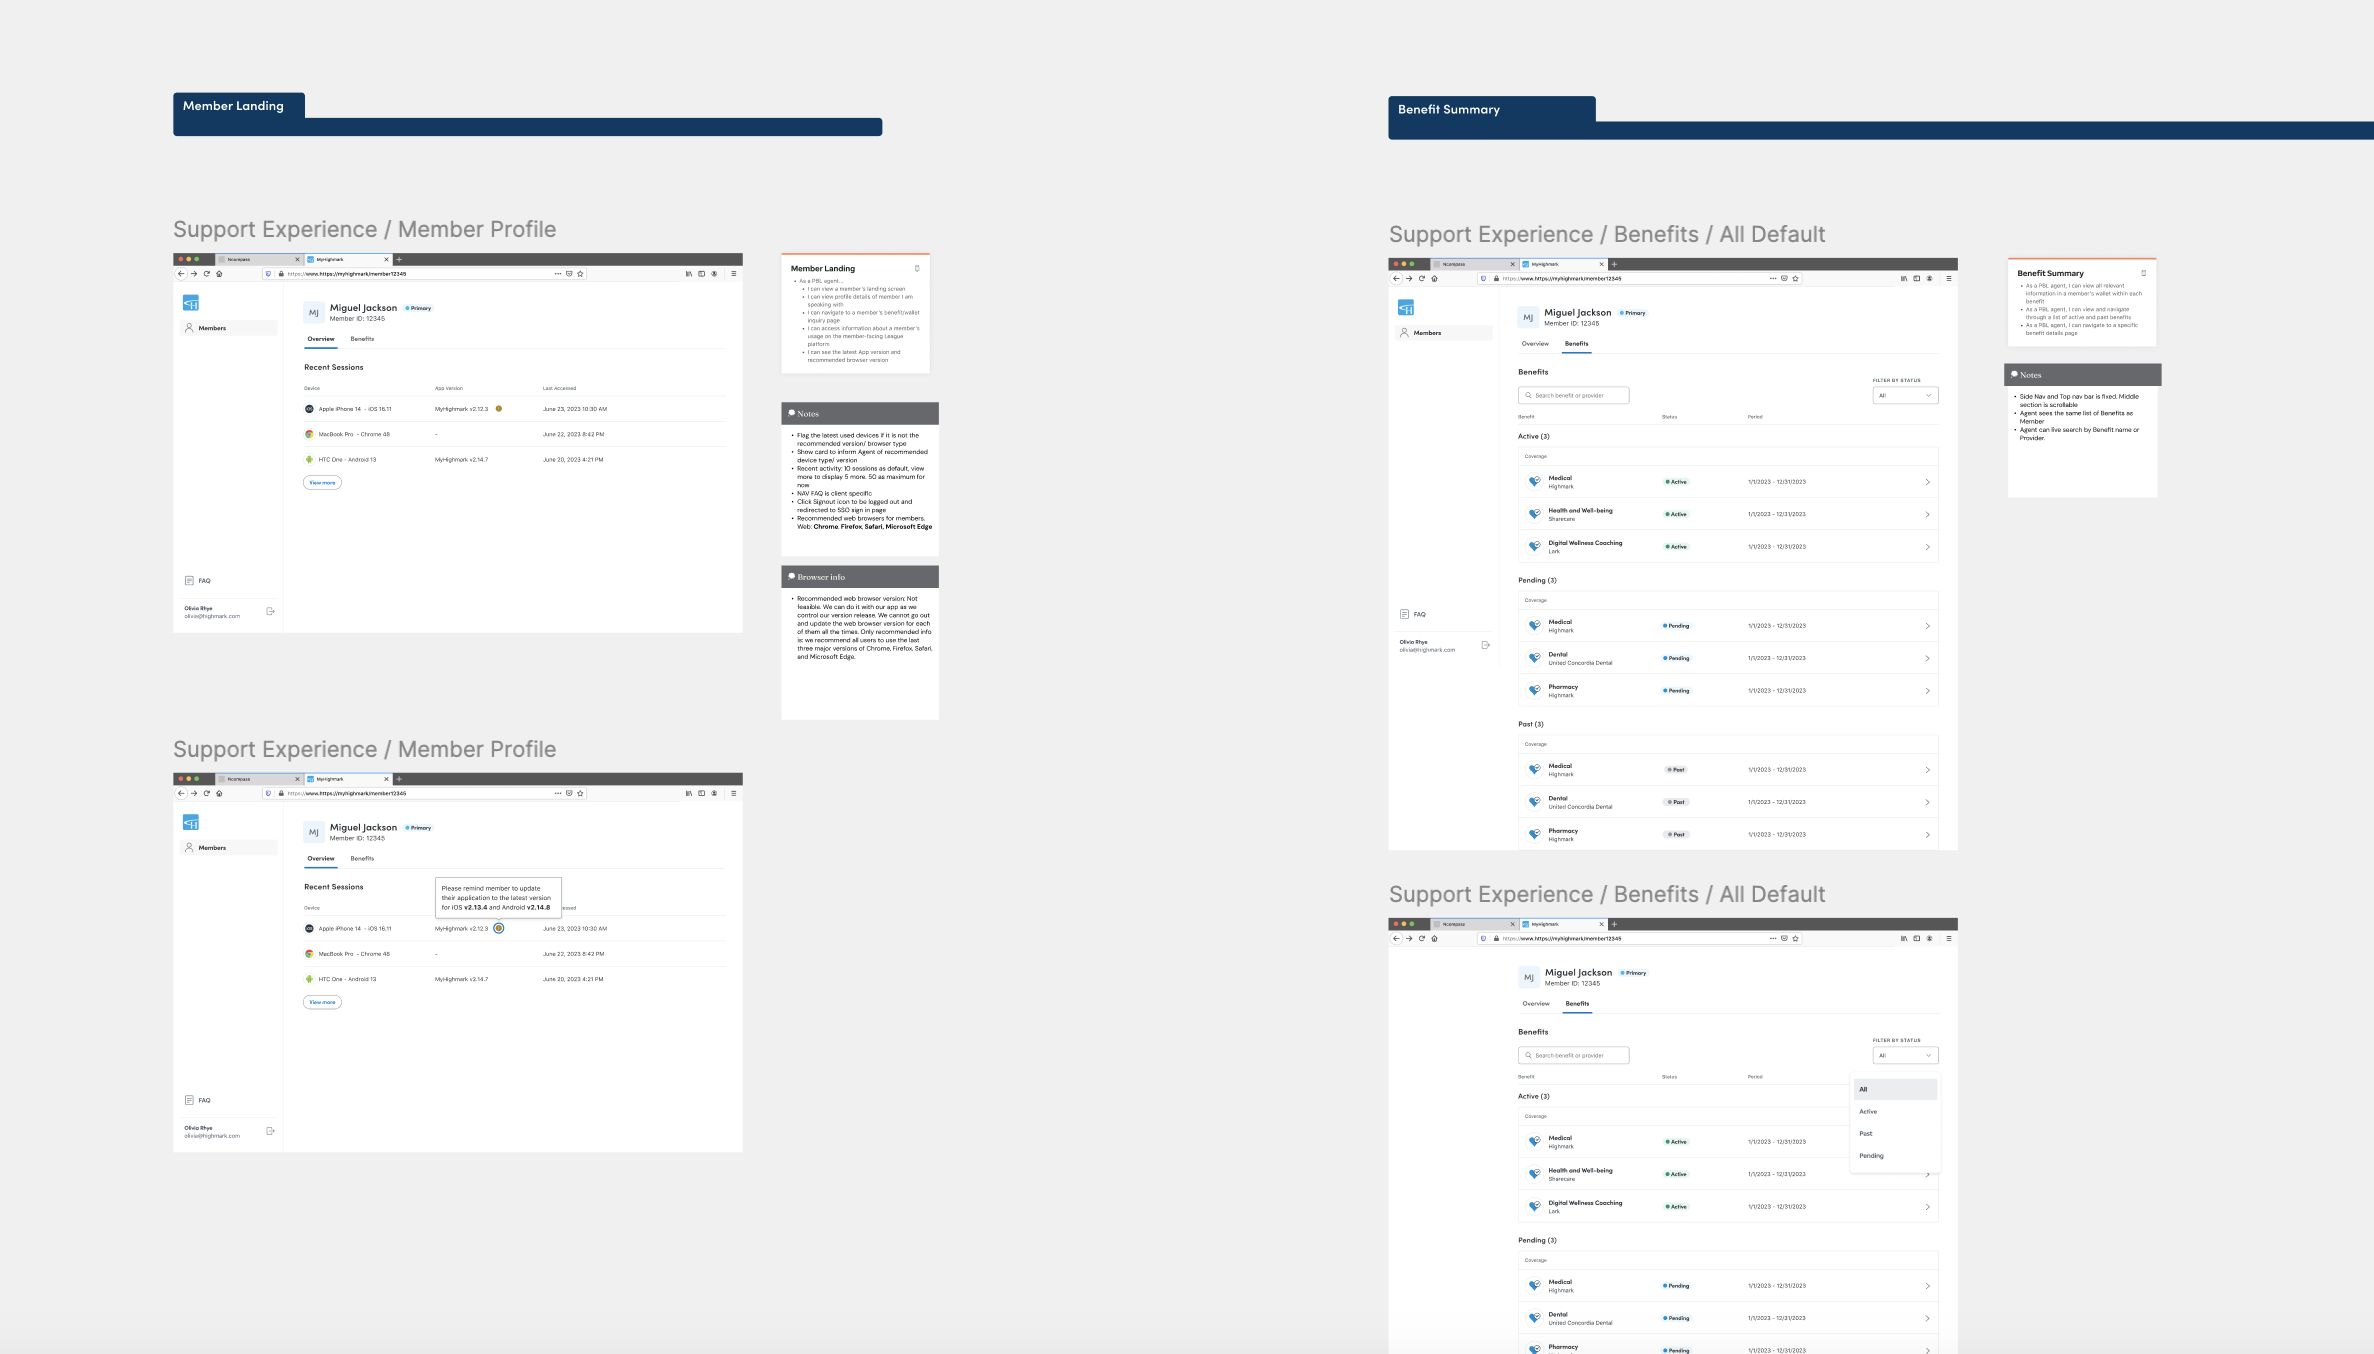 Member Landing
Support Experience / Member Profile
Ncompass
MyHighmark
https://www.https://myhighmark/member12345
Members
MJ
Miguel Jackson
Primary
Member ID: 12345
Overview
Benefits
Recent Sessions
Device
App Version
Last Accessed
Apple iPhone 14 - iOS 16.11
MyHighmark v2.12.3
June 23, 2023 10:30 AM
MacBook Pro - Chrome 48
-
June 22, 2023 8:42 PM
HTC One - Android 13
MyHighmark v2.14.7
June 20, 2023 4:21 PM
View more
FAQ
Olivia Rhye
olivia@highmark.com
Member Landing
As a PBL agent...
I can view a member's landing screen
I can view profile details of member I am
speaking with
I can navigate to a member's benefit/wallet
inquiry page
I can access information about a member's
usage on the member-facing League
platform
I can see the latest App version and
recommended browser version
Notes
Flag the latest used devices if it is not the
recommended version/ browser type
Show card to inform Agent of recommended
device type/ version
Recent activity: 10 sessions as default, view
more to display 5 more. 50 as maximum for
now
NAV FAQ is client specific
Click Signout icon to be logged out and
redirected to SSO sign in page
Recommended web browsers for members.
Web: Chrome, Firefox, Safari, Microsoft Edge
Browser info
Recommended web browser version: Not
feasible. We can do it with our app as we
control our version release. We cannot go out
and update the web browser version for each
of them all the times. Only recommended info
is: we recommend all users to use the last
three major versions of Chrome, Firefox, Safari,
and Microsoft Edge.
Support Experience / Member Profile
Ncompass
MyHighmark
https://www.https://myhighmark/member12345
Members
MJ
Miguel Jackson
Primary
Member ID: 12345
Overview
Benefits
Recent Sessions
Please remind member to update
their application to the latest version
for iOS v2.13.4 and Android v2.14.8
Device
essed
Apple iPhone 14 - iOS 16.11
MyHighmark v2.12.3
June 23, 2023 10:30 AM
MacBook Pro - Chrome 48
-
June 22, 2023 8:42 PM
HTC One - Android 13
MyHighmark v2.14.7
June 20, 2023 4:21 PM
View more
FAQ
Olivia Rhye
olivia@highmark.com
Benefit Summary
Support Experience / Benefits / All Default
Ncompass
MyHighmark
https://www.https://myhighmark/member12345
Members
MJ
Miguel Jackson
Primary
Member ID: 12345
Overview
Benefits
Benefits
FILTER BY STATUS
Search benefit or provider
All
Benefit
Status
Period
Active (3)
Coverage
Medical
Highmark
Active
1/1/2023 - 12/31/2023
Health and Well-being
Sharecare
Active
1/1/2023 - 12/31/2023
Digital Wellness Coaching
Lark
Active
1/1/2023 - 12/31/2023
Pending (3)
Coverage
Medical
Highmark
Pending
1/1/2023 - 12/31/2023
Dental
United Concordia Dental
Pending
1/1/2023 - 12/31/2023
Pharmacy
Highmark
Pending
1/1/2023 - 12/31/2023
Past (3)
Coverage
Medical
Highmark
Past
1/1/2023 - 12/31/2023
Dental
United Concordia Dental
Past
1/1/2023 - 12/31/2023
Pharmacy
Highmark
Past
1/1/2023 - 12/31/2023
FAQ
Olivia Rhye
olivia@highmark.com
Benefit Summary
As a PBL agent, I can view all relevant
information in a member's wallet within each
benefit
As a PBL agent, I can view and navigate
through a list of active and past benefits
As a PBL agent, I can navigate to a specific
benefit details page
Notes
Side Nav and Top nav bar is fixed. Middle
section is scrollable
Agent sees the same list of Benefits as
Member
Agent can live search by Benefit name or
Provider.
Support Experience / Benefits / All Default
Ncompass
MyHighmark
https://www.https://myhighmark/member12345
MJ
Miguel Jackson
Primary
Member ID: 12345
Overview
Benefits
Benefits
FILTER BY STATUS
Search benefit or provider
All
Benefit
Status
Period
All
Active
Past
Pending
Active (3)
Coverage
Medical
Highmark
Active
1/1/2023 - 12/31/2023
Health and Well-being
Sharecare
Active
1/1/2023 - 12/31/2023
Digital Wellness Coaching
Lark
Active
1/1/2023 - 12/31/2023
Pending (3)
Coverage
Medical
Highmark
Pending
1/1/2023 - 12/31/2023
Dental
United Concordia Dental
Pending
1/1/2023 - 12/31/2023
Pharmacy
Pending
1/1/2023 - 12/31/2023